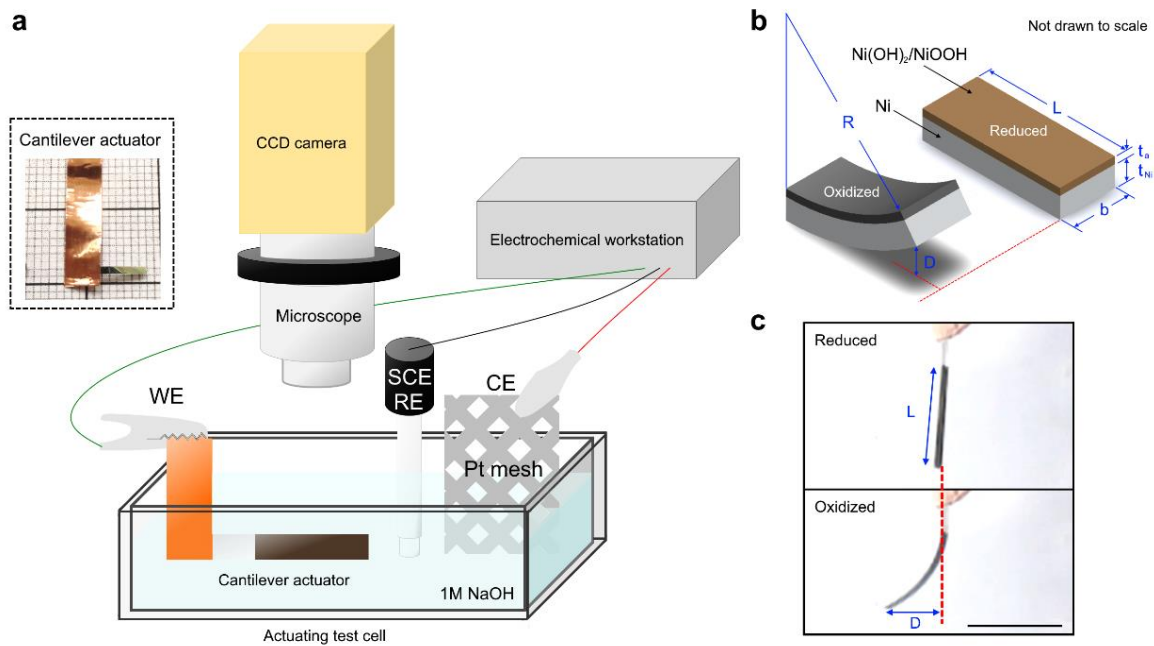 a
Cantilever actuator
CCD camera
Microscope
Electrochemical workstation
WE
SCE
RE
CE
Pt mesh
Cantilever actuator
1M NaOH
Actuating test cell
b
Not drawn to scale
Ni(OH)₂/NiOOH
Ni
L
R
Reduced
tₐ
t_Ni
Oxidized
b
D
c
Reduced
L
Oxidized
D